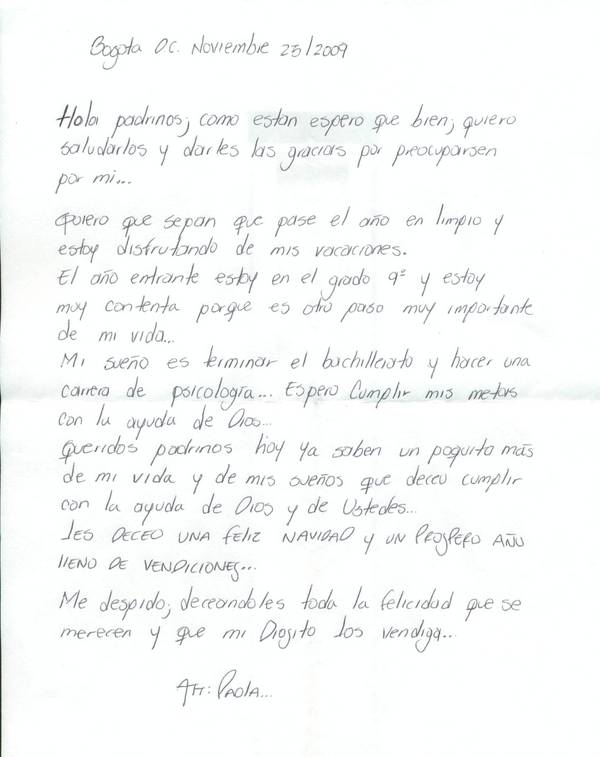 Bogota DC. Noviembre 25/2009
Hola padrinos; como estan espero que bien; quiero
saludarlos y darles las gracias por preocuparsen
por mi...
Quiero que sepan que pase el año en limpio y
estoy disfrutando de mis vacaciones.
El año entrante estoy en el grado 9º y estoy
muy contenta porque es otro paso muy importante
de mi vida...
Mi sueño es terminar el bachillerato y hacer una
carrera de psicología... Espero Cumplir mis metas
con la ayuda de Dios...
Queridos padrinos hoy ya saben un poquito más
de mi vida y de mis sueños que deceo cumplir
con la ayuda de Dios y de Ustedes...
LES DECEO UNA FELIZ NAVIDAD y UN PROSPERO AÑO
LLENO DE VENDICIONES...
Me despido; deceandoles toda la felicidad que se
merecen y que mi Diosito los vendiga...
Att: Paola...